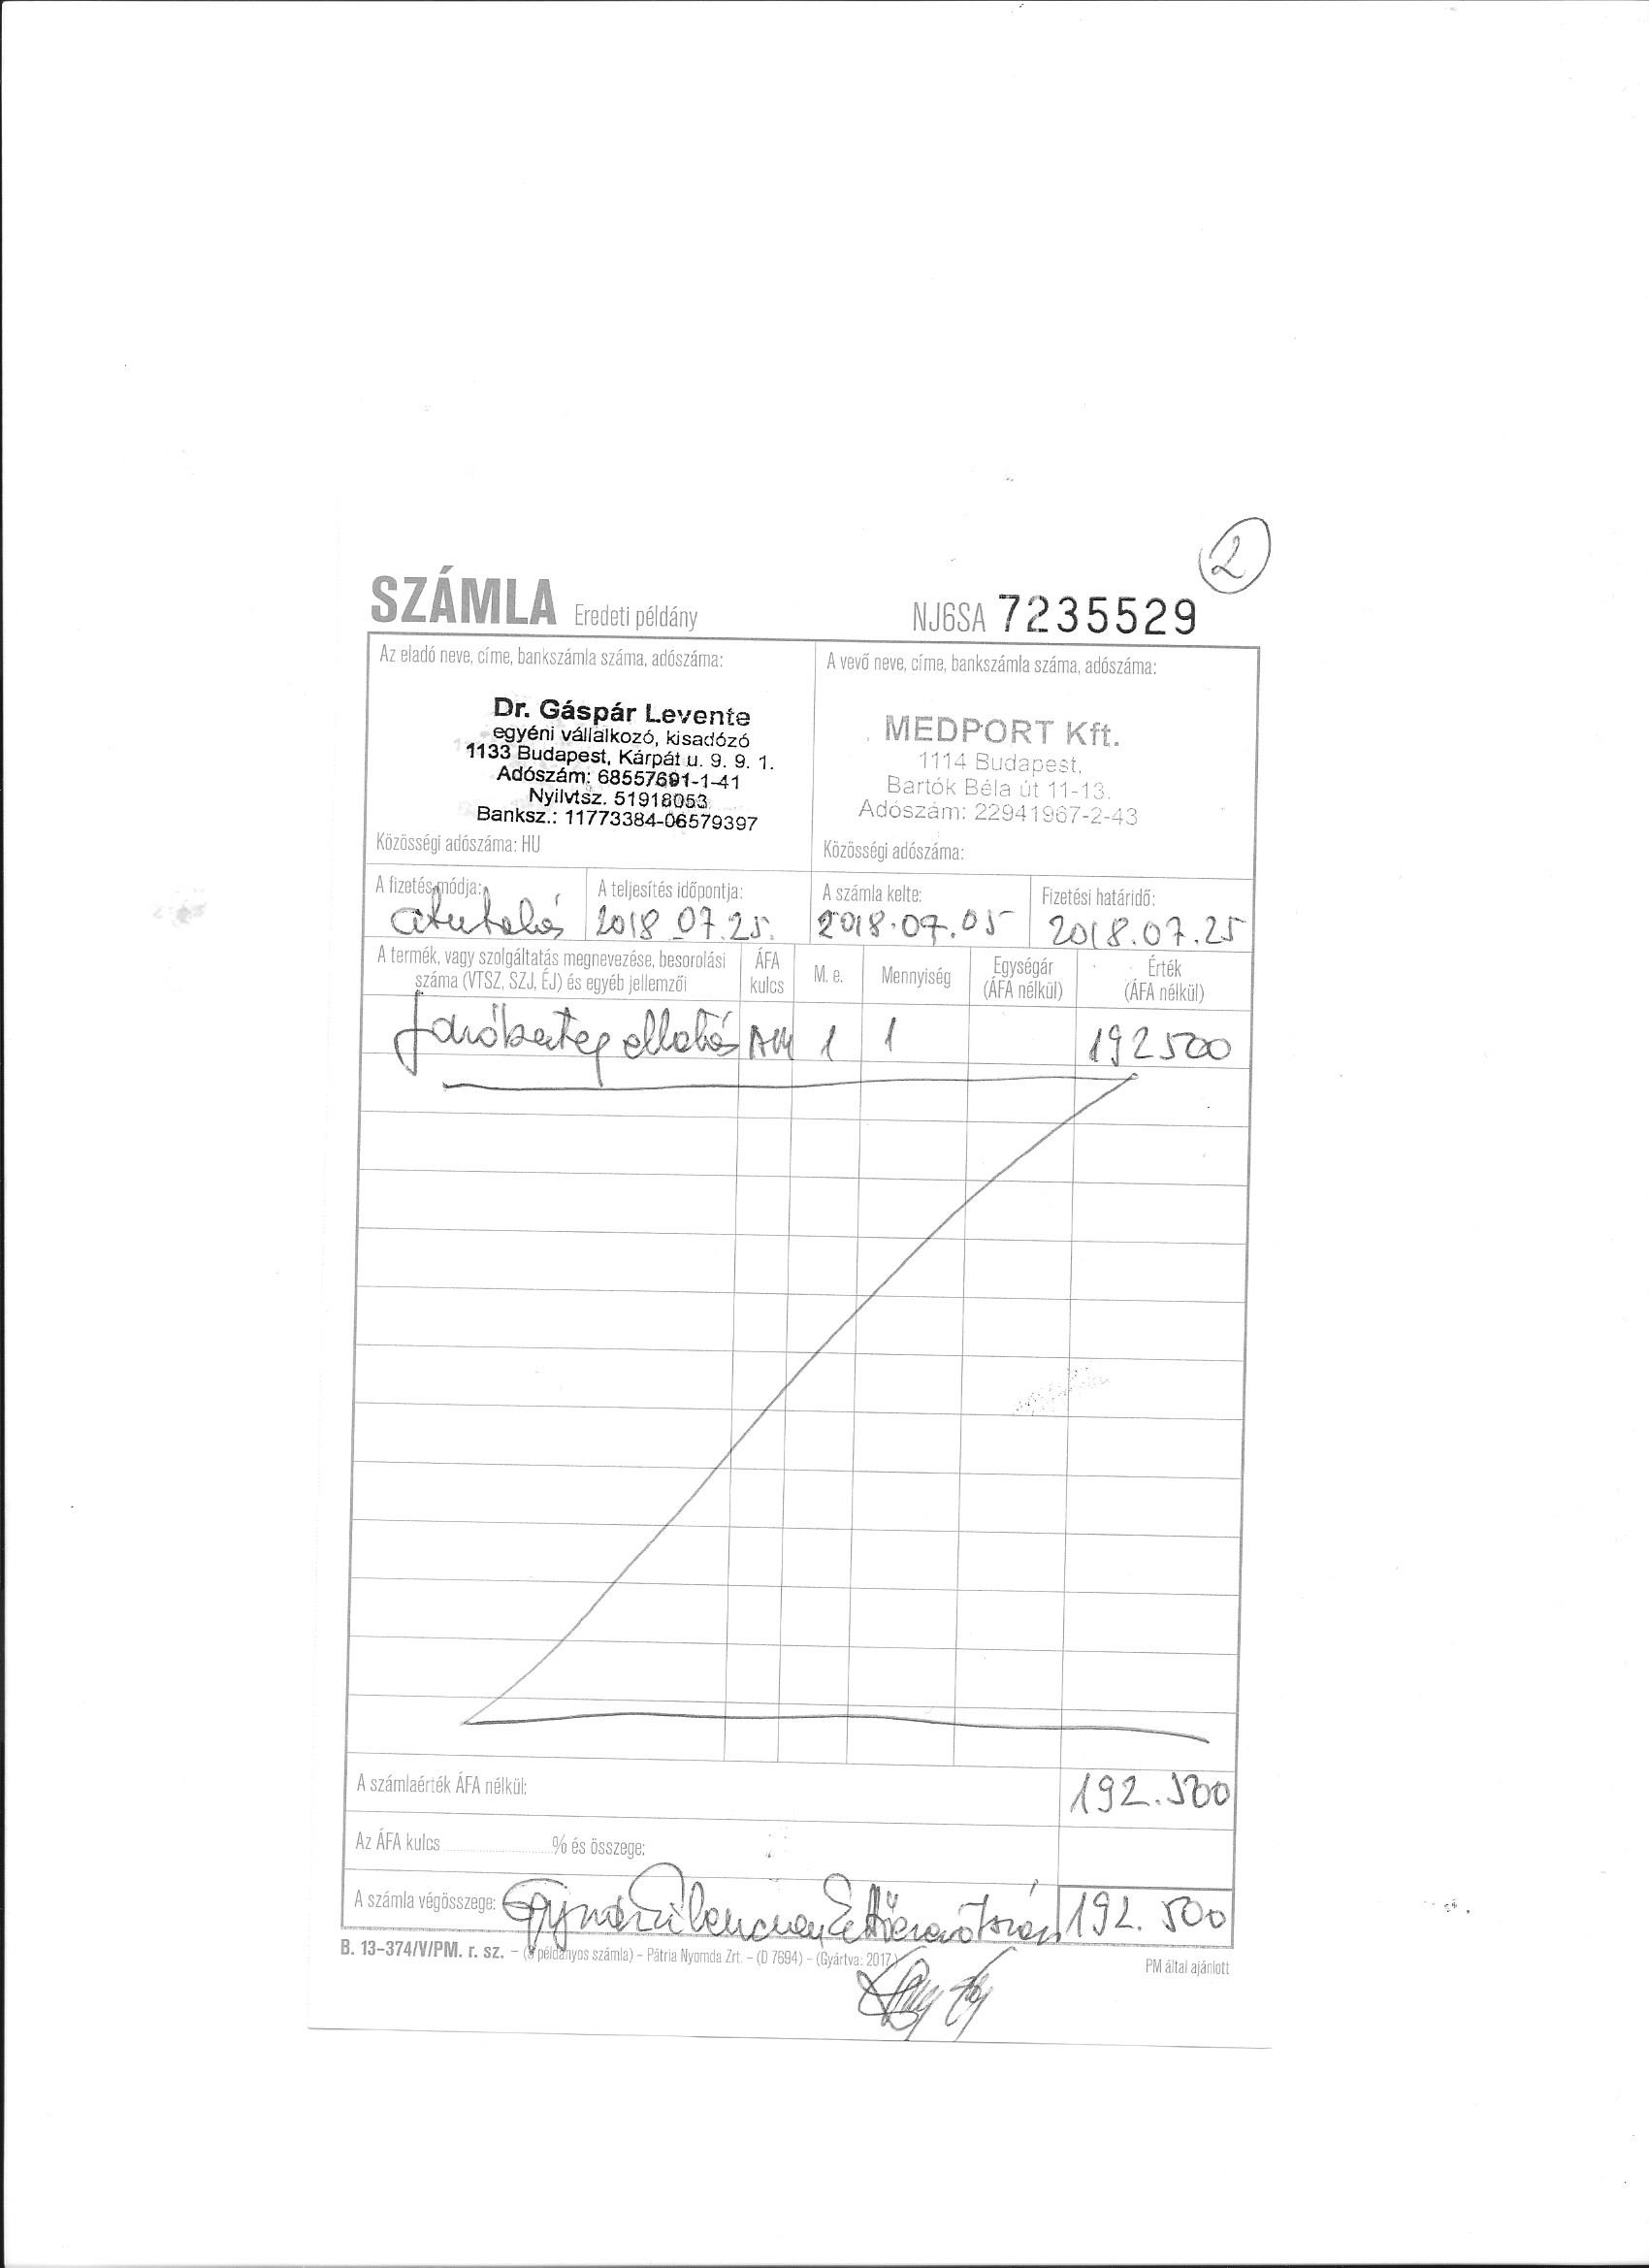 2
SZÁMLA Eredeti példány NJ6SA 7235529
Az eladó neve, címe, bankszámla száma, adószáma:
Dr. Gáspár Levente
egyéni vállalkozó, kisadózó
1133 Budapest, Kárpát u. 9. 9. 1.
Adószám: 68557691-1-41
Nyilvtsz. 51918053
Banksz.: 11773384-06579397
Közösségi adószáma: HU
A vevő neve, címe, bankszámla száma, adószáma:
MEDPORT Kft.
1114 Budapest,
Bartók Béla út 11-13.
Adószám: 22941967-2-43
Közösségi adószáma:
A fizetés módja: A teljesítés időpontja: A számla kelte: Fizetési határidő:
átutalás 2018.07.25. 2018.07.05 2018.07.25
A termék, vagy szolgáltatás megnevezése, besorolási száma (VTSZ, SZJ, ÉJ) és egyéb jellemzői ÁFA kulcs M. e. Mennyiség Egységár (ÁFA nélkül) Érték (ÁFA nélkül)
Járóbeteg ellátás AM 1 1 192500
A számlaérték ÁFA nélkül: 192.500
Az ÁFA kulcs ............ % és összege:
A számla végösszege: 192.500
B. 13-374/V/PM. r. sz. – példányos számla) – Pátria Nyomda Zrt. – (D 7694) – (Gyártva: 2017.)
PM által ajánlott